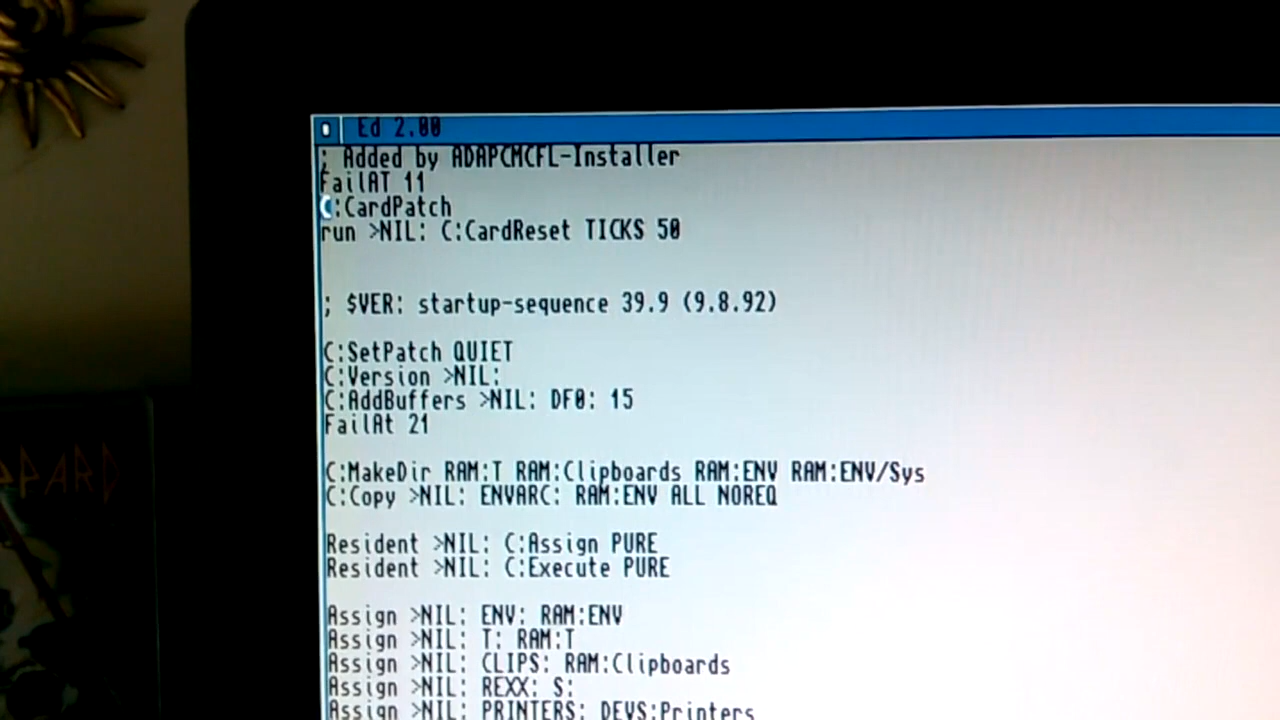 Ed 2.00
; Added by ADAPCMCFL-Installer
FailAT 11
C:CardPatch
run >NIL: C:CardReset TICKS 50
; $VER: startup-sequence 39.9 (9.8.92)
C:SetPatch QUIET
C:Version >NIL:
C:AddBuffers >NIL: DF0: 15
FailAt 21
C:MakeDir RAM:T RAM:Clipboards RAM:ENV RAM:ENV/Sys
C:Copy >NIL: ENVARC: RAM:ENV ALL NOREQ
Resident >NIL: C:Assign PURE
Resident >NIL: C:Execute PURE
Assign >NIL: ENV: RAM:ENV
Assign >NIL: T: RAM:T
Assign >NIL: CLIPS: RAM:Clipboards
Assign >NIL: REXX: S:
Assign >NIL: PRINTERS: DEVS:Printers